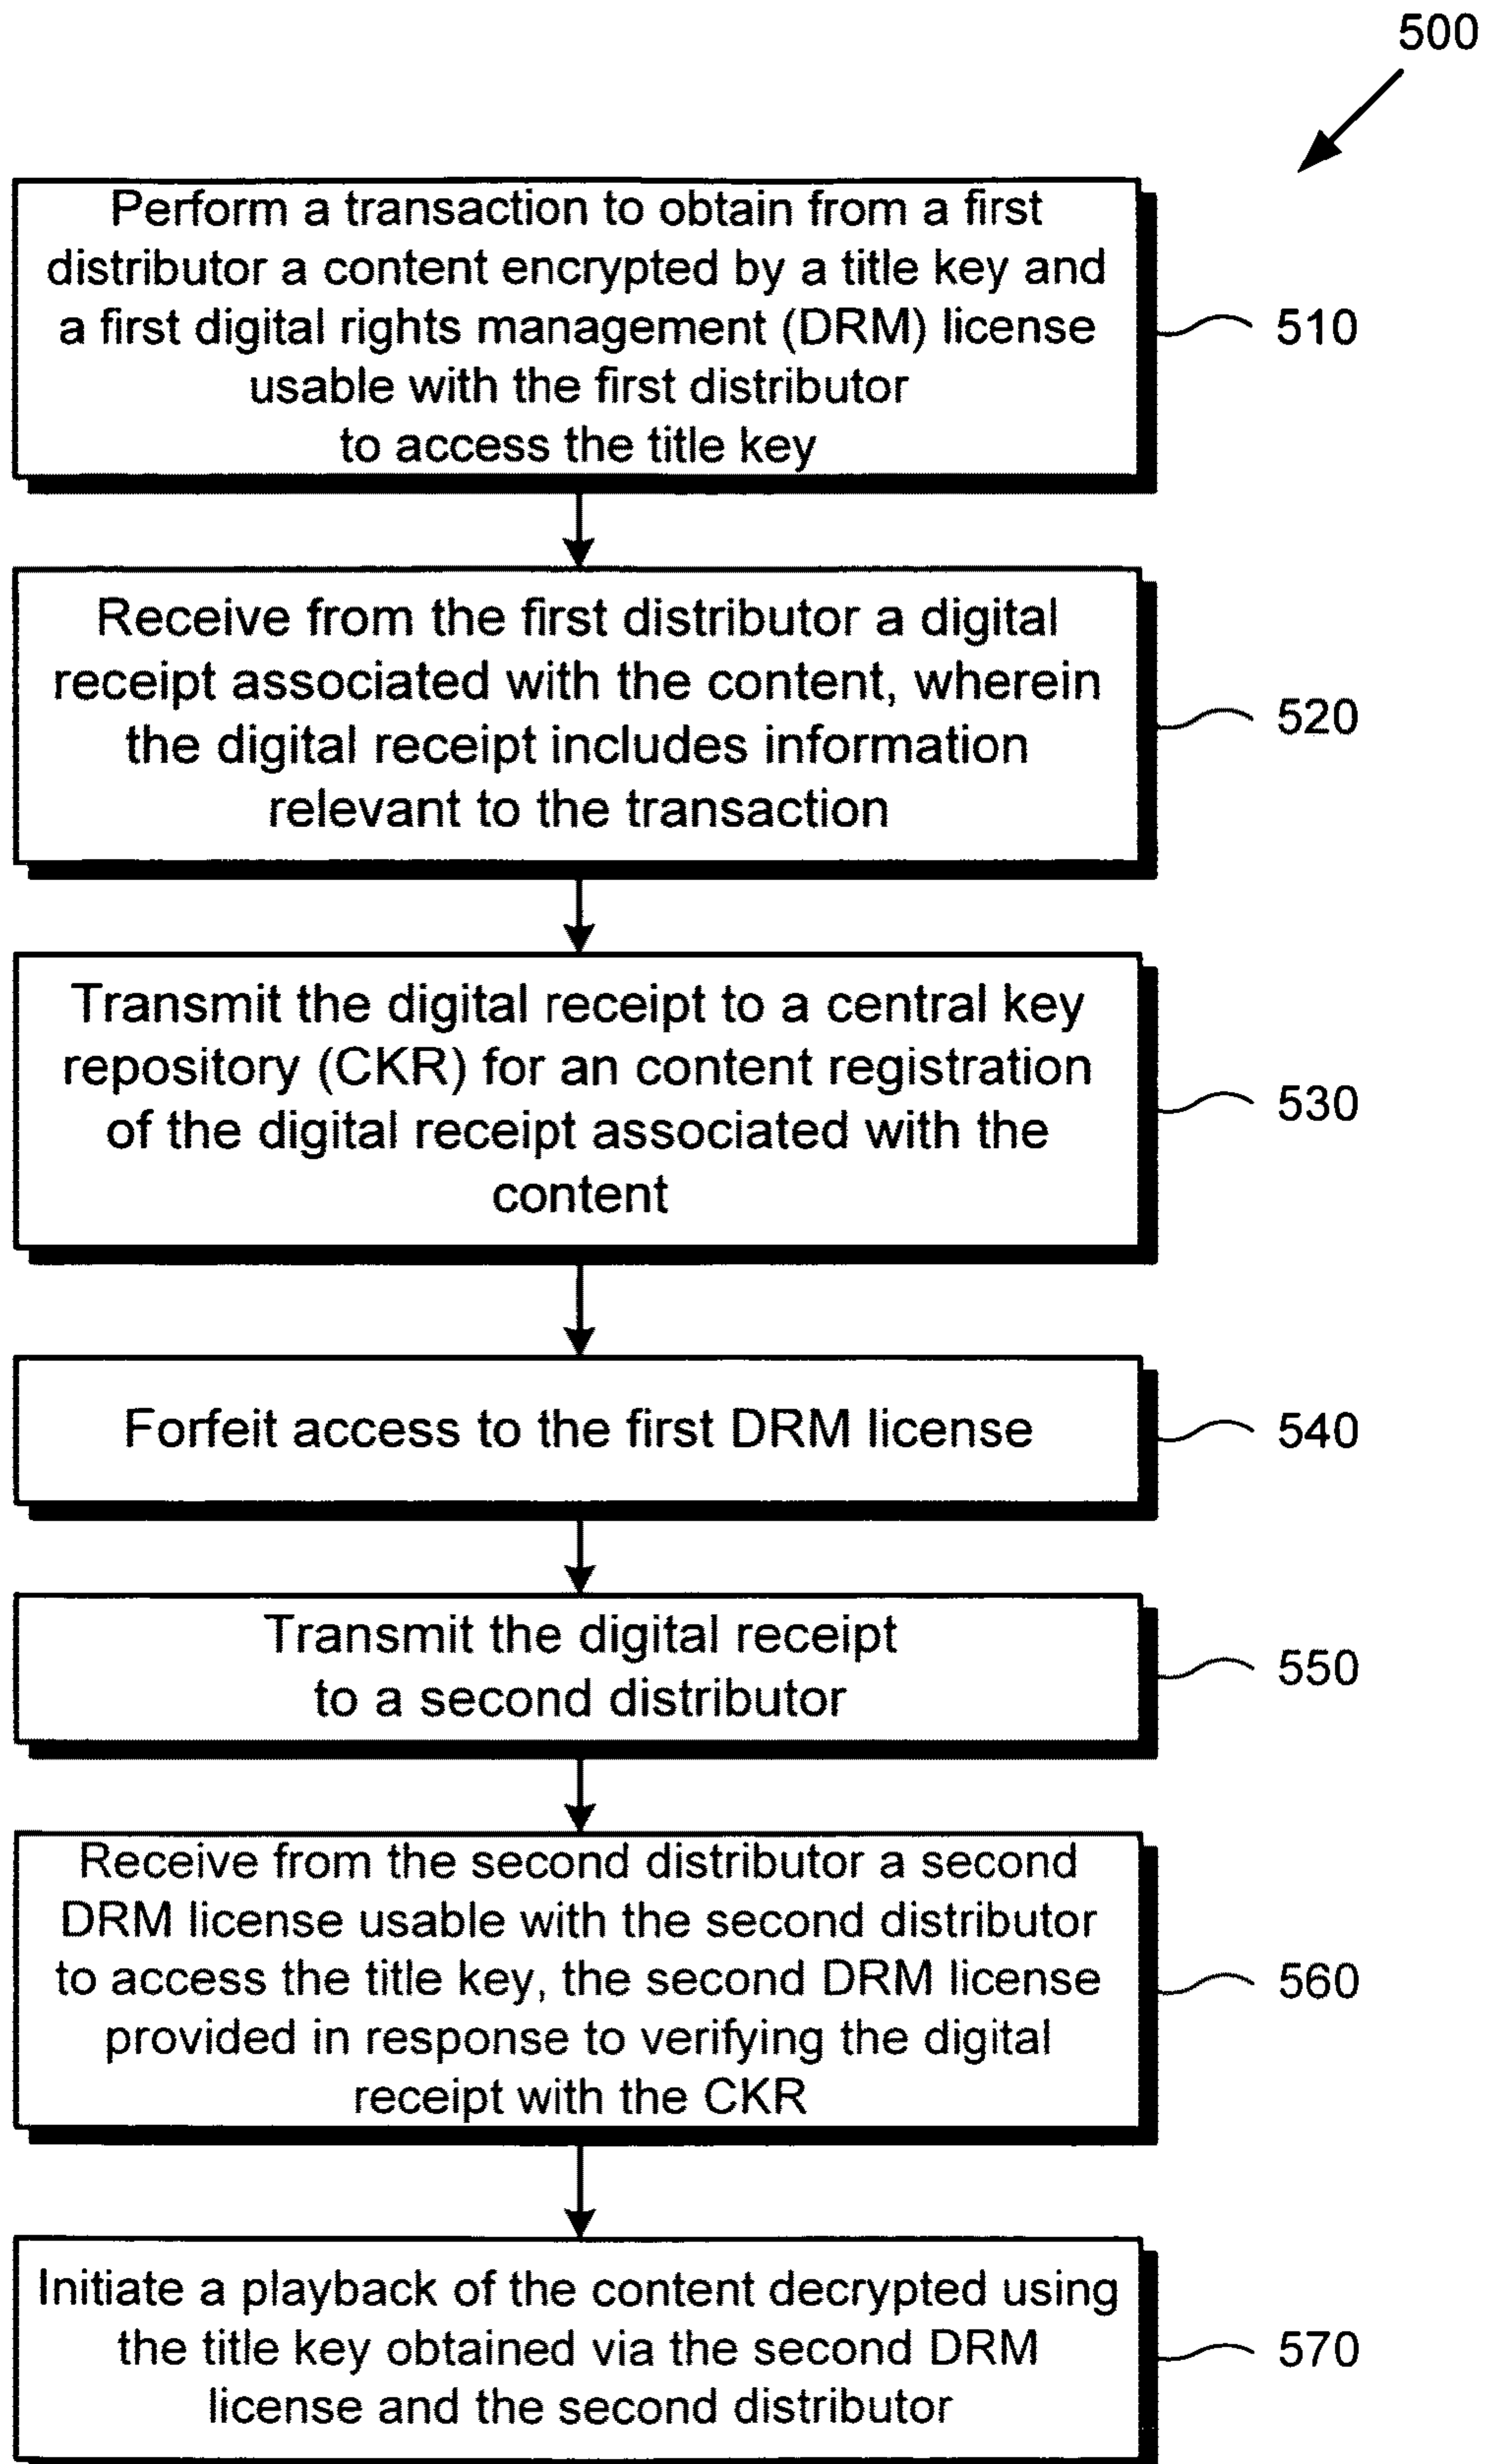 500
Perform a transaction to obtain from a first
distributor a content encrypted by a title key and
a first digital rights management (DRM) license
usable with the first distributor
to access the title key
510
Receive from the first distributor a digital
receipt associated with the content, wherein
the digital receipt includes information
relevant to the transaction
520
Transmit the digital receipt to a central key
repository (CKR) for an content registration
of the digital receipt associated with the
content
530
Forfeit access to the first DRM license
540
Transmit the digital receipt
to a second distributor
550
Receive from the second distributor a second
DRM license usable with the second distributor
to access the title key, the second DRM license
provided in response to verifying the digital
receipt with the CKR
560
Initiate a playback of the content decrypted using
the title key obtained via the second DRM
license and the second distributor
570